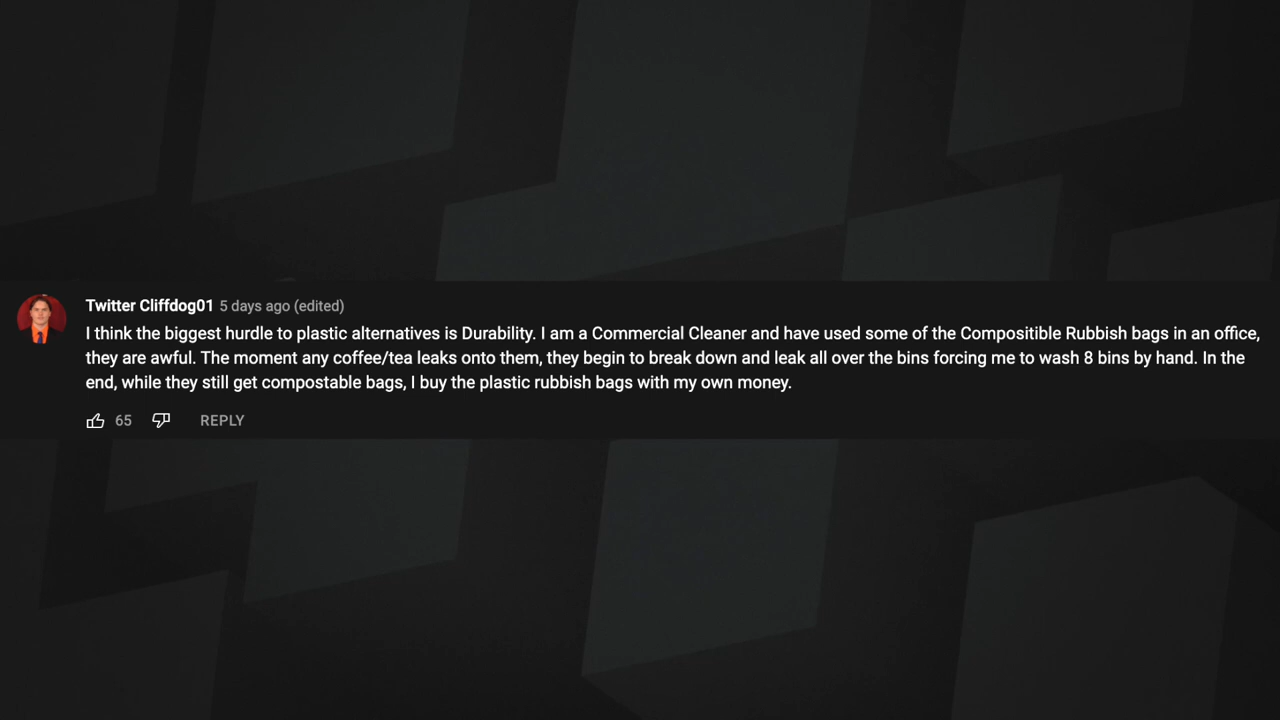 Twitter Cliffdog01 5 days ago (edited)
I think the biggest hurdle to plastic alternatives is Durability. I am a Commercial Cleaner and have used some of the Compositible Rubbish bags in an office,
they are awful. The moment any coffee/tea leaks onto them, they begin to break down and leak all over the bins forcing me to wash 8 bins by hand. In the
end, while they still get compostable bags, I buy the plastic rubbish bags with my own money.
65 REPLY